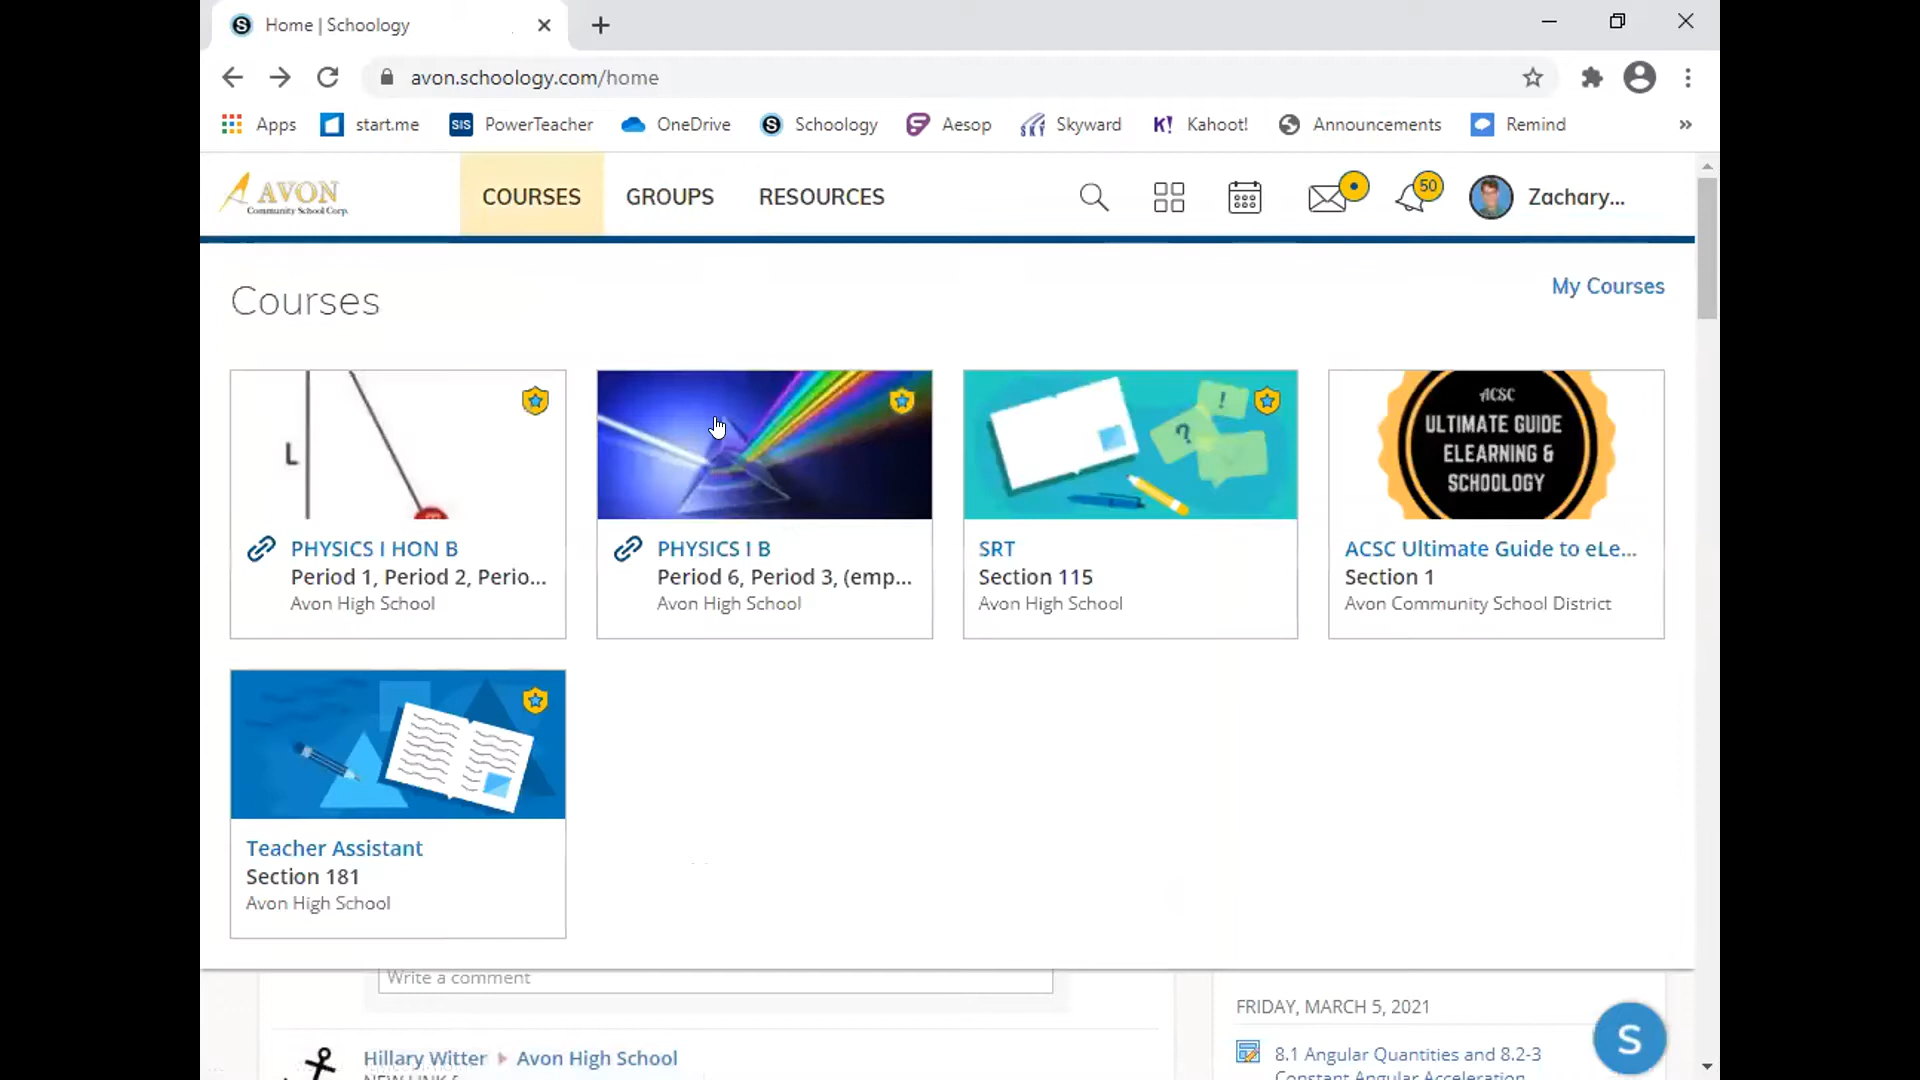 Home | Schoology
avon.schoology.com/home
Apps start.me SIS PowerTeacher OneDrive S Schoology Aesop Skyward K! Kahoot! Announcements Remind »
AVON
Community School Corp.
COURSES GROUPS RESOURCES 50 Zachary...
Courses
My Courses
L
ACSC
ULTIMATE GUIDE
ELEARNING &
SCHOOLOGY
PHYSICS I HON B
Period 1, Period 2, Perio...
Avon High School
PHYSICS I B
Period 6, Period 3, (emp...
Avon High School
SRT
Section 115
Avon High School
ACSC Ultimate Guide to eLe...
Section 1
Avon Community School District
Teacher Assistant
Section 181
Avon High School
Write a comment
FRIDAY, MARCH 5, 2021
8.1 Angular Quantities and 8.2-3
Constant Angular Acceleration
S
Hillary Witter Avon High School